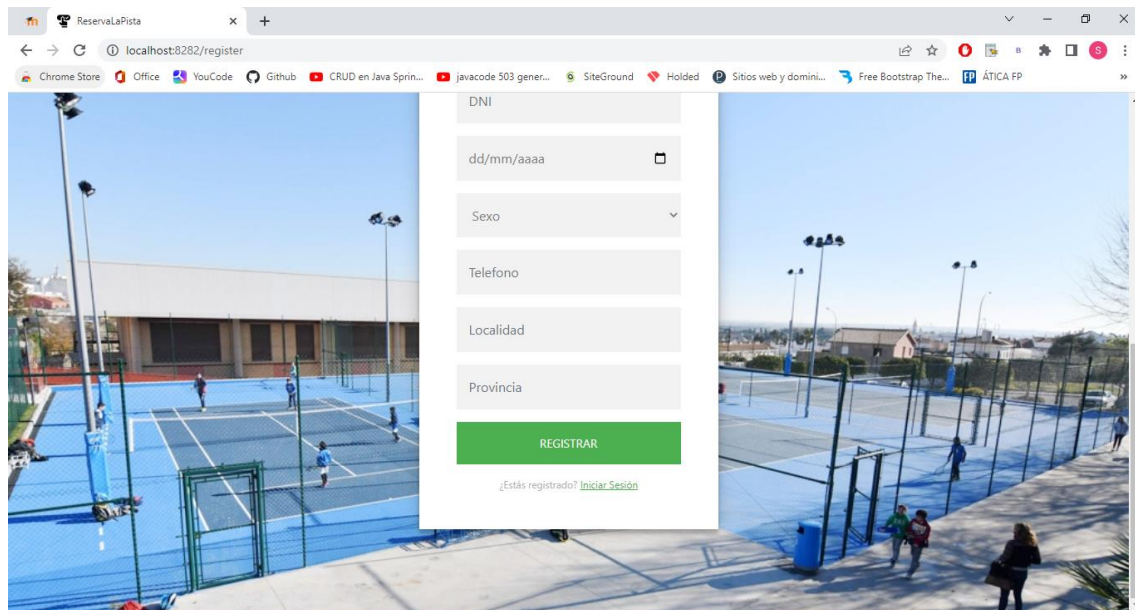 ReservaLaPista
localhost:8282/register
Chrome Store Office YouCode Github CRUD en Java Sprin... javacode 503 gener... SiteGround Holded Sitios web y domini... Free Bootstrap The... FP ÁTICA FP »
S
B
DNI
dd/mm/aaaa
Sexo
Telefono
Localidad
Provincia
REGISTRAR
¿Estás registrado? Iniciar Sesión